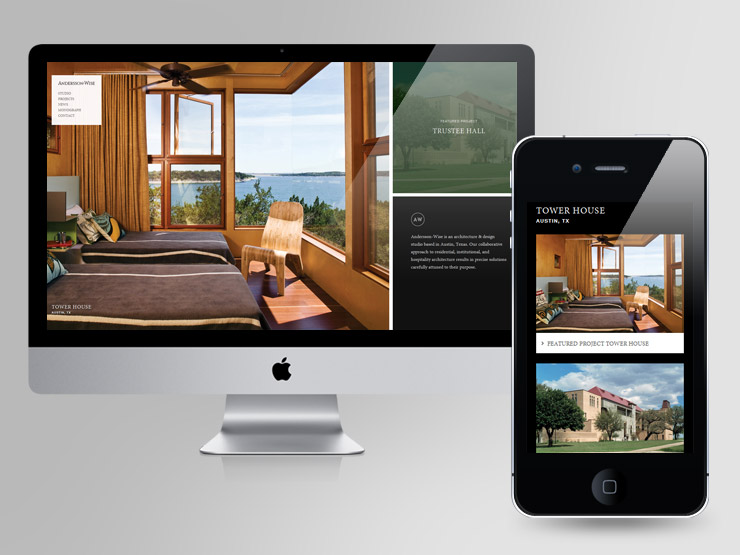 Andersson-Wise
STUDIO
PROJECTS
NEWS
MONOGRAPH
CONTACT
TOWER HOUSE
AUSTIN, TX
FEATURED PROJECT
TRUSTEE HALL
AW
Andersson-Wise is an architecture & design
studio based in Austin, Texas. Our collaborative
approach to residential, institutional, and
hospitality architecture results in precise solutions
carefully attuned to their purpose.
TOWER HOUSE
AUSTIN, TX
> FEATURED PROJECT TOWER HOUSE